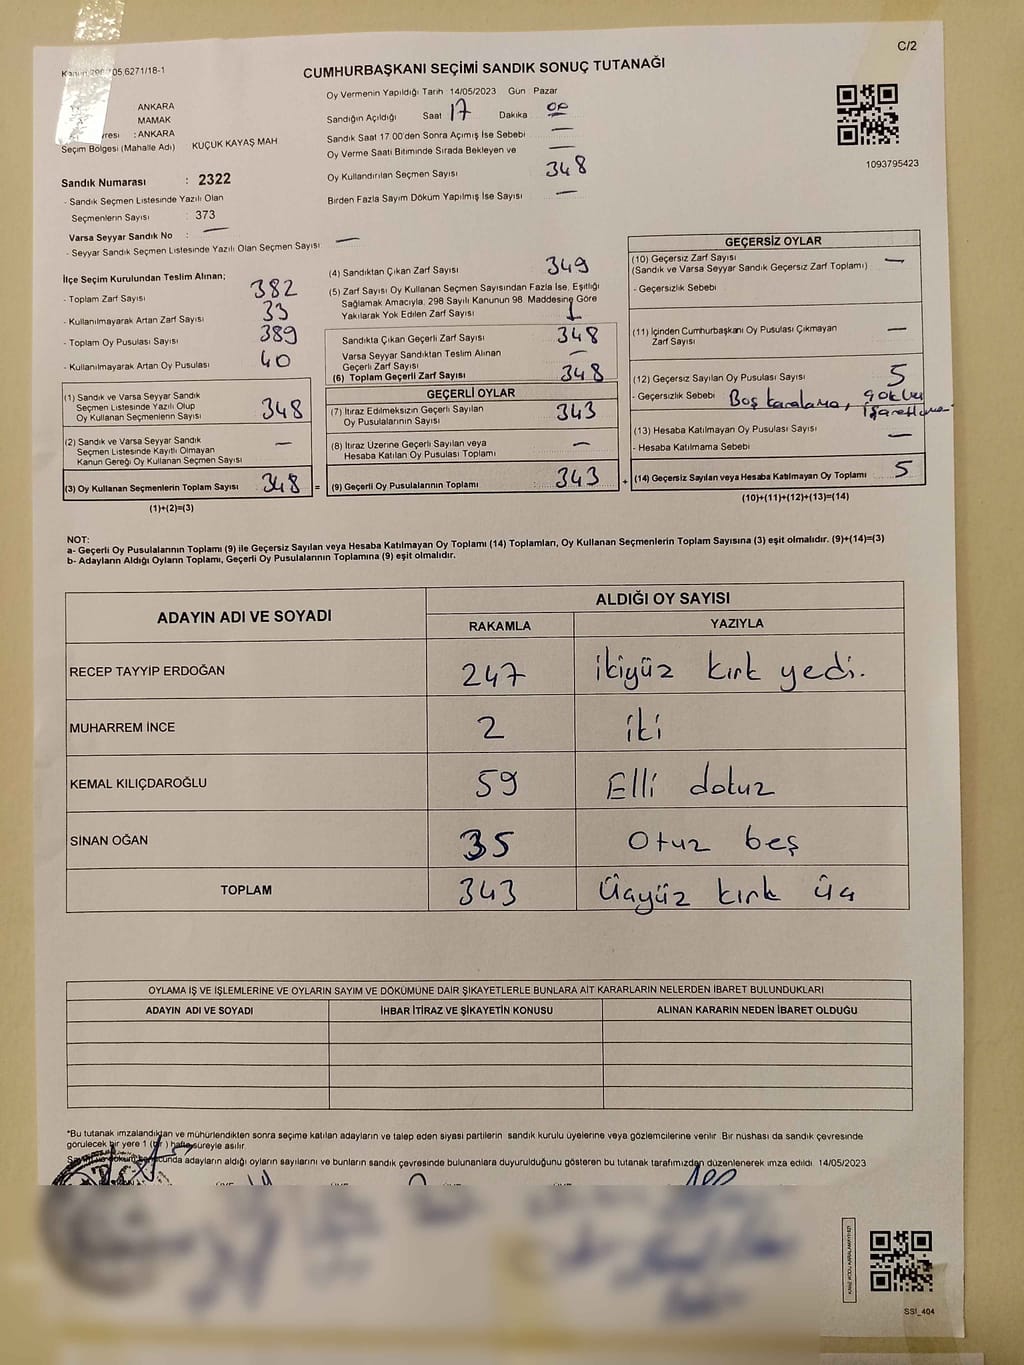 C/2
CUMHURBAŞKANI SEÇİMİ SANDIK SONUÇ TUTANAĞI
Oy Vermenin Yapıldığı Tarih 14/05/2023 Gün Pazar
Sandığın Açıldığı Saat 17 Dakika 00
Sandık Saat 17 00'den Sonra Açılmış İse Sebebi —
Oy Verme Saati Bitiminde Sırada Bekleyen ve —
Oy Kullandırılan Seçmen Sayısı 348
Birden Fazla Sayım Döküm Yapılmış İse Sayısı —
1093795423
6271/18-1
ANKARA
MAMAK
: ANKARA
Seçim Bölgesi (Mahalle Adı) KÜÇÜK KAYAŞ MAH
Sandık Numarası : 2322
- Sandık Seçmen Listesinde Yazılı Olan
Seçmenlerin Sayısı : 373
Varsa Seyyar Sandık No : —
- Seyyar Sandık Seçmen Listesinde Yazılı Olan Seçmen Sayısı : —
İlçe Seçim Kurulundan Teslim Alınan;
- Toplam Zarf Sayısı 382
- Kullanılmayarak Artan Zarf Sayısı 33
- Toplam Oy Pusulası Sayısı 389
- Kullanılmayarak Artan Oy Pusulası 40
(1) Sandık ve Varsa Seyyar Sandık
Seçmen Listesinde Yazılı Olup
Oy Kullanan Seçmenlerin Sayısı 348
(2) Sandık ve Varsa Seyyar Sandık
Seçmen Listesinde Kayıtlı Olmayan
Kanun Gereği Oy Kullanan Seçmen Sayısı —
(3) Oy Kullanan Seçmenlerin Toplam Sayısı 348 =
(1)+(2)=(3)
(4) Sandıktan Çıkan Zarf Sayısı 349
(5) Zarf Sayısı Oy Kullanan Seçmen Sayısından Fazla İse, Eşitliği
Sağlamak Amacıyla, 298 Sayılı Kanunun 98. Maddesine Göre
Yakılarak Yok Edilen Zarf Sayısı 1
Sandıkta Çıkan Geçerli Zarf Sayısı 348
Varsa Seyyar Sandıktan Teslim Alınan
Geçerli Zarf Sayısı —
(6) Toplam Geçerli Zarf Sayısı 348
GEÇERLİ OYLAR
(7) İtiraz Edilmeksizin Geçerli Sayılan
Oy Pusulalarının Sayısı 343
(8) İtiraz Üzerine Geçerli Sayılan veya
Hesaba Katılan Oy Pusulası Toplamı —
(9) Geçerli Oy Pusulalarının Toplamı : 343 +
GEÇERSİZ OYLAR
(10) Geçersiz Zarf Sayısı —
(Sandık ve Varsa Seyyar Sandık Geçersiz Zarf Toplamı)
- Geçersizlik Sebebi
(11) İçinden Cumhurbaşkanı Oy Pusulası Çıkmayan
Zarf Sayısı —
(12) Geçersiz Sayılan Oy Pusulası Sayısı 5
- Geçersizlik Sebebi Boş karalama,
(13) Hesaba Katılmayan Oy Pusulası Sayısı —
- Hesaba Katılmama Sebebi
(14) Geçersiz Sayılan veya Hesaba Katılmayan Oy Toplamı 5
(10)+(11)+(12)+(13)=(14)
NOT:
a- Geçerli Oy Pusulalarının Toplamı (9) ile Geçersiz Sayılan veya Hesaba Katılmayan Oy Toplamı (14) Toplamları, Oy Kullanan Seçmenlerin Toplam Sayısına (3) eşit olmalıdır. (9)+(14)=(3)
b- Adayların Aldığı Oyların Toplamı, Geçerli Oy Pusulalarının Toplamına (9) eşit olmalıdır.
ADAYIN ADI VE SOYADI
ALDIĞI OY SAYISI
RAKAMLA YAZIYLA
RECEP TAYYİP ERDOĞAN 247 ikiyüz kırk yedi.
MUHARREM İNCE 2 iki
KEMAL KILIÇDAROĞLU 59 Elli dokuz
SİNAN OĞAN 35 Otuz beş
TOPLAM 343 Üçyüz kırk üç
OYLAMA İŞ VE İŞLEMLERİNE VE OYLARIN SAYIM VE DÖKÜMÜNE DAİR ŞİKAYETLERLE BUNLARA AİT KARARLARIN NELERDEN İBARET BULUNDUKLARI
ADAYIN ADI VE SOYADI İHBAR İTİRAZ VE ŞİKAYETİN KONUSU ALINAN KARARIN NEDEN İBARET OLDUĞU
*Bu tutanak imzalandıktan ve mühürlendikten sonra seçime katılan adayların ve talep eden siyasi partilerin sandık kurulu üyelerine veya gözlemcilerine verilir. Bir nüshası da sandık çevresinde
görülecek bir yere 1 (bir) hafta süreyle asılır.
adayların aldığı oyların sayılarını ve bunların sandık çevresinde bulunanlara duyurulduğunu gösteren bu tutanak tarafımızdan düzenlenerek imza edildi. 14/05/2023
SSI_404